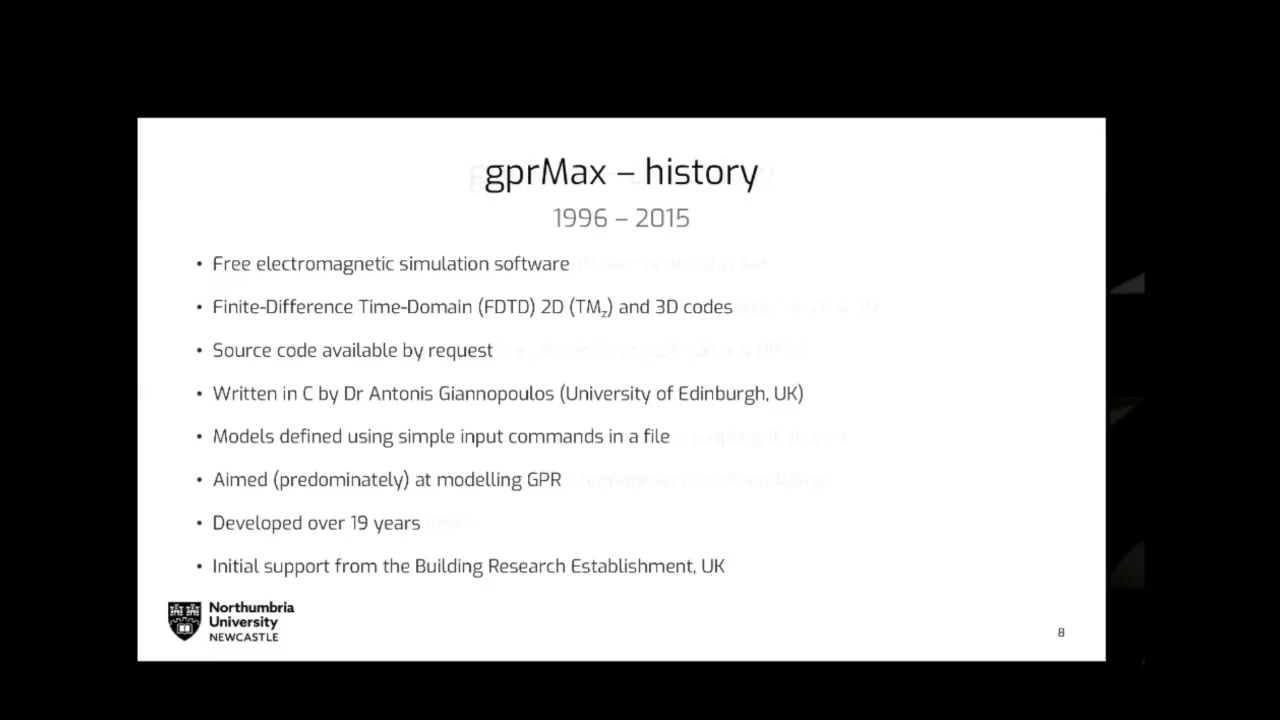 gprMax – history
1996 – 2015
• Free electromagnetic simulation software
• Finite-Difference Time-Domain (FDTD) 2D (TMz) and 3D codes
• Source code available by request
• Written in C by Dr Antonis Giannopoulos (University of Edinburgh, UK)
• Models defined using simple input commands in a file
• Aimed (predominately) at modelling GPR
• Developed over 19 years
• Initial support from the Building Research Establishment, UK
Northumbria
University
NEWCASTLE
8